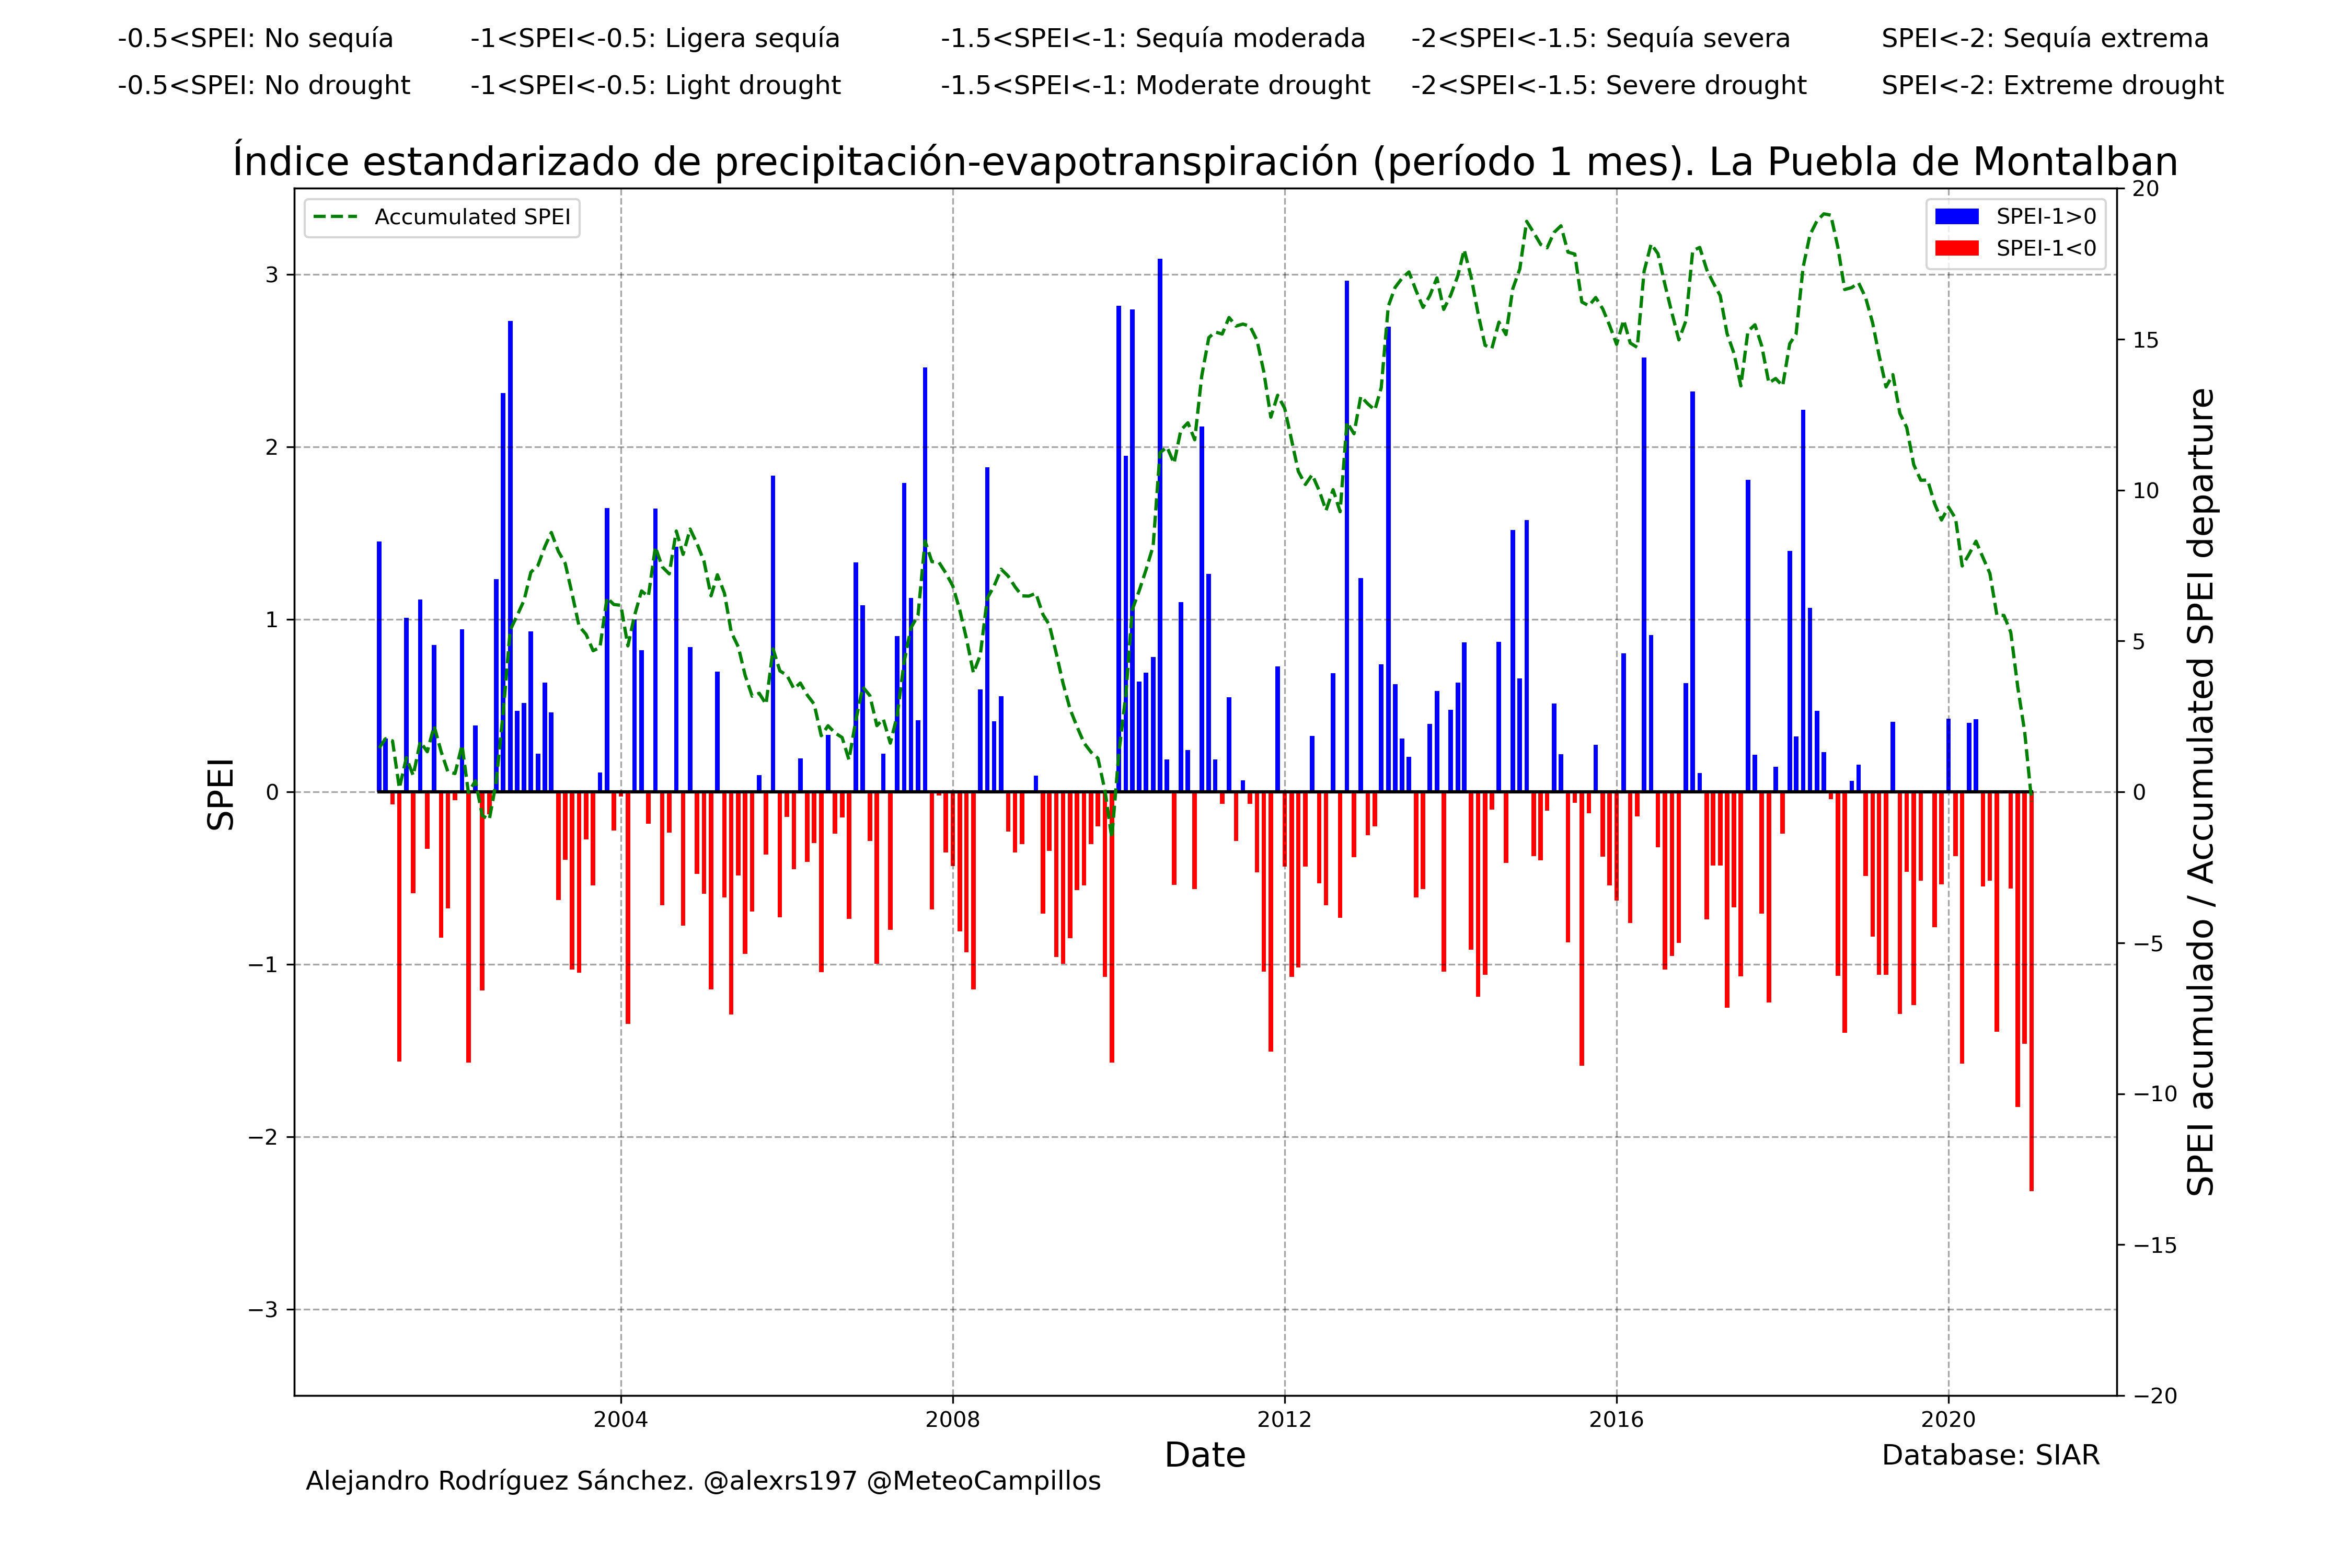 -0.5<SPEI: No sequía -1<SPEI<-0.5: Ligera sequía -1.5<SPEI<-1: Sequía moderada -2<SPEI<-1.5: Sequía severa SPEI<-2: Sequía extrema
-0.5<SPEI: No drought -1<SPEI<-0.5: Light drought -1.5<SPEI<-1: Moderate drought -2<SPEI<-1.5: Severe drought SPEI<-2: Extreme drought
Índice estandarizado de precipitación-evapotranspiración (período 1 mes). La Puebla de Montalban
Accumulated SPEI
SPEI-1>0
SPEI-1<0
SPEI
3
2
1
0
−1
−2
−3
20
15
10
5
0
−5
−10
−15
−20
SPEI acumulado / Accumulated SPEI departure
2004 2008 2012 2016 2020
Date
Database: SIAR
Alejandro Rodríguez Sánchez. @alexrs197 @MeteoCampillos